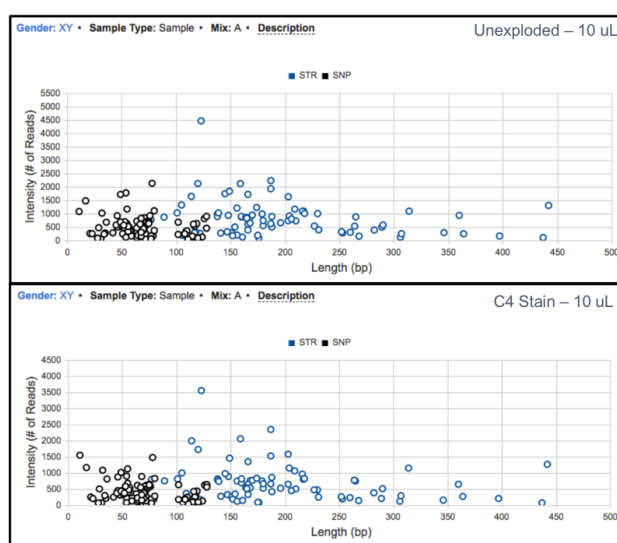 Gender: XY • Sample Type: Sample • Mix: A • Description
Unexploded – 10 uL
STR SNP
Intensity (# of Reads)
5500
5000
4500
4000
3500
3000
2500
2000
1500
1000
500
0
0 50 100 150 200 250 300 350 400 450 500
Length (bp)
Gender: XY • Sample Type: Sample • Mix: A • Description
C4 Stain – 10 uL
STR SNP
Intensity (# of Reads)
4500
4000
3500
3000
2500
2000
1500
1000
500
0
0 50 100 150 200 250 300 350 400 450 500
Length (bp)